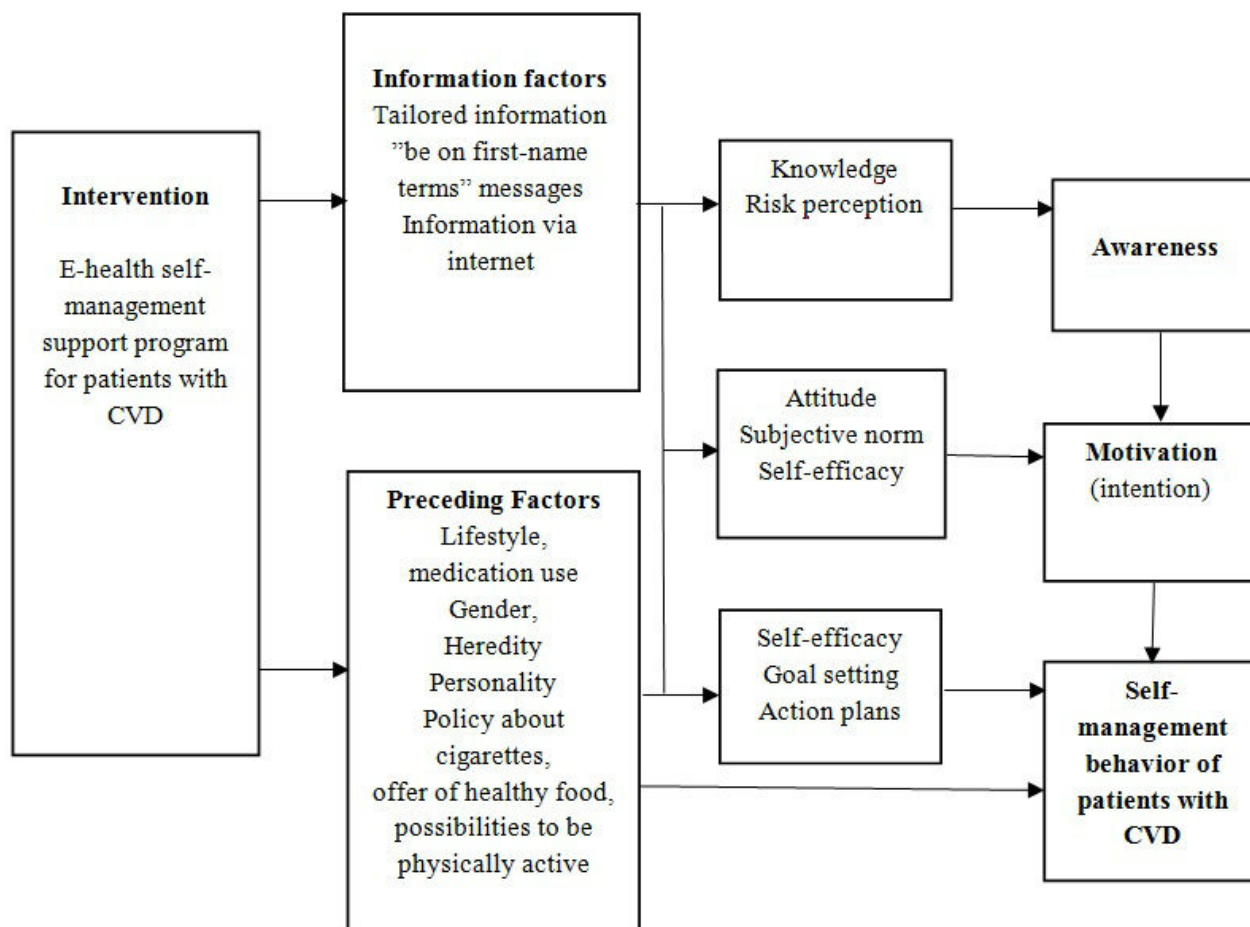 Intervention
E-health self-
management
support program
for patients with
CVD
Information factors
Tailored information
”be on first-name
terms” messages
Information via
internet
Preceding Factors
Lifestyle,
medication use
Gender,
Heredity
Personality
Policy about
cigarettes,
offer of healthy food,
possibilities to be
physically active
Knowledge
Risk perception
Attitude
Subjective norm
Self-efficacy
Self-efficacy
Goal setting
Action plans
Awareness
Motivation
(intention)
Self-
management
behavior of
patients with
CVD